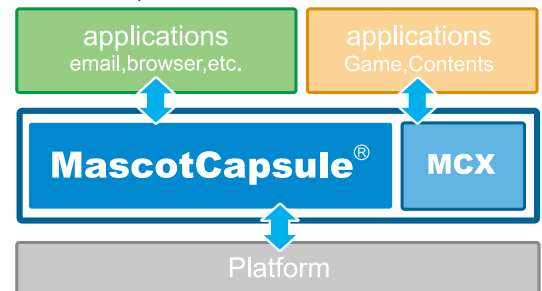 applications
email,browser,etc.
applications
Game,Contents
MascotCapsule®
MCX
Platform